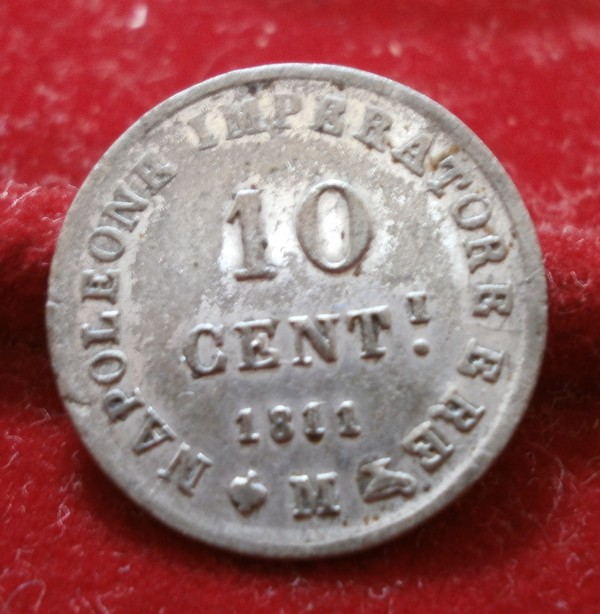 NAPOLEONE IMPERATORE E RE
10
CENT.I
1811
M